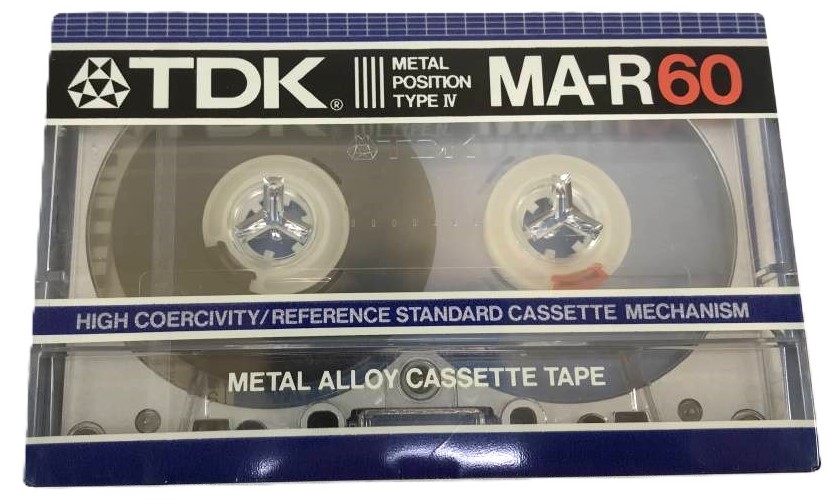 TDK®
METAL
POSITION
TYPE IV
MA-R60
TDK
HIGH COERCIVITY/REFERENCE STANDARD CASSETTE MECHANISM
METAL ALLOY CASSETTE TAPE